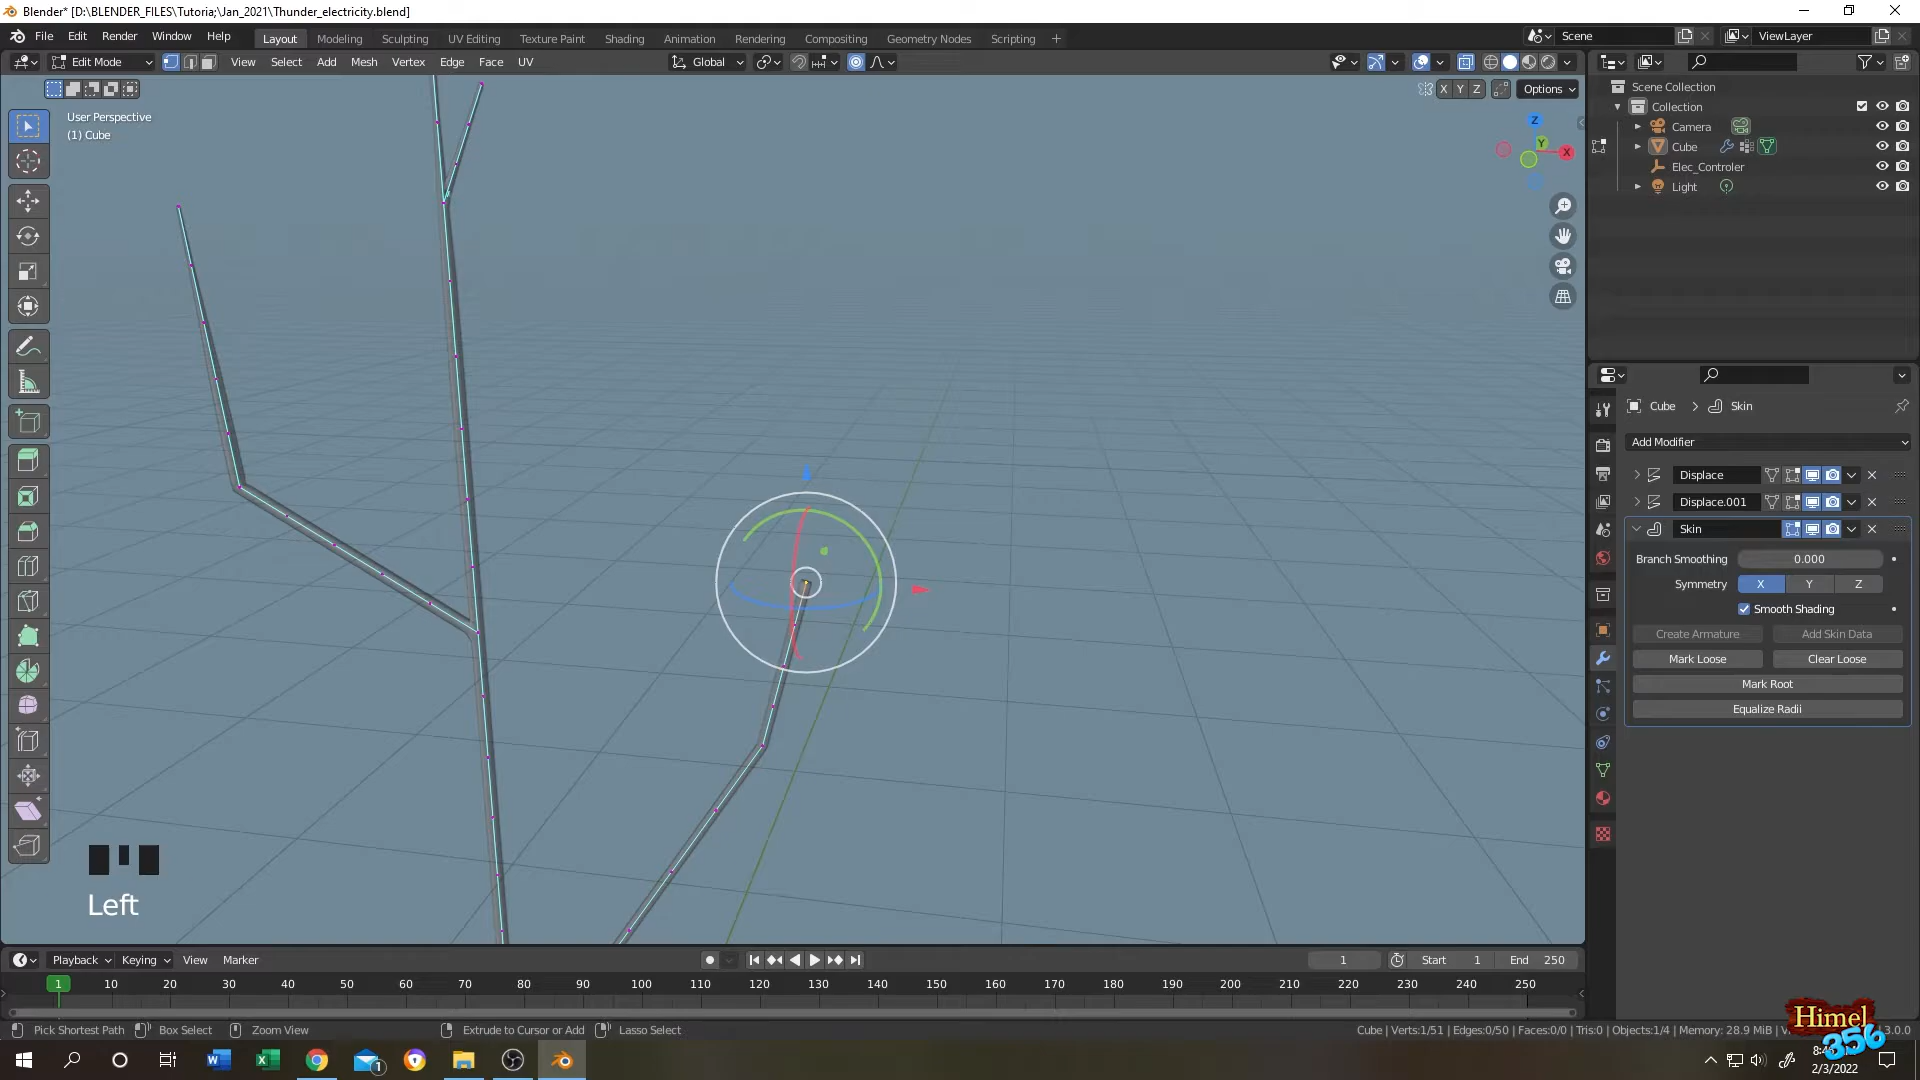 Blender* [D:\BLENDER_FILES\Tutoria;\Jan_2021\Thunder_electricity.blend]
File Edit Render Window Help
Layout Modeling Sculpting UV Editing Texture Paint Shading Animation Rendering Compositing Geometry Nodes Scripting +
Scene
ViewLayer
Edit Mode
View Select Add Mesh Vertex Edge Face UV
Global
X Y Z
Options
User Perspective
(1) Cube
Z
Y
X
Scene Collection
Collection
Camera
Cube
Elec_Controler
Light
Cube > Skin
Add Modifier
Displace
Displace.001
Skin
Branch Smoothing 0.000
Symmetry X Y Z
Smooth Shading
Create Armature Add Skin Data
Mark Loose Clear Loose
Mark Root
Equalize Radii
Left
Playback Keying View Marker
1
Start 1
End 250
1 10 20 30 40 50 60 70 80 90 100 110 120 130 140 150 160 170 180 190 200 210 220 230 240 250
Pick Shortest Path Box Select Zoom View Extrude to Cursor or Add Lasso Select
Cube | Verts:1/51 | Edges:0/50 | Faces:0/0 | Tris:0 | Objects:1/4 | Memory: 28.9 MiB | 3.0.0
Himel
356
1
2/3/2022